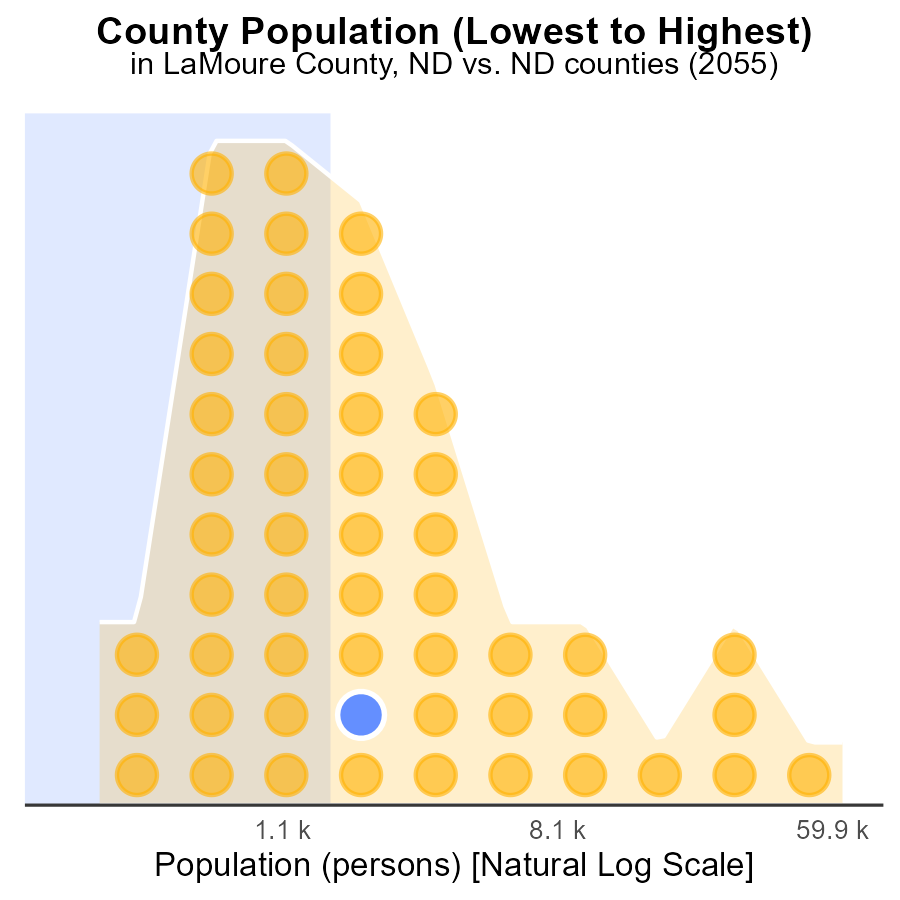 County Population (Lowest to Highest)
in LaMoure County, ND vs. ND counties (2055)
1.1 k
8.1 k
59.9 k
Population (persons) [Natural Log Scale]